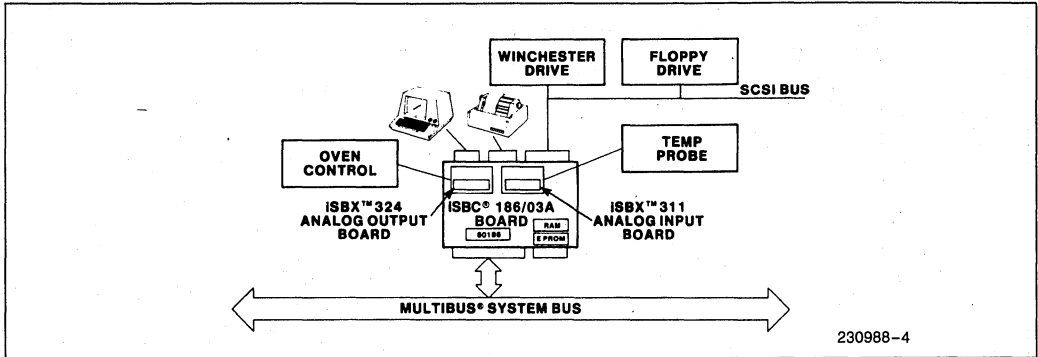 WINCHESTER
DRIVE
FLOPPY
DRIVE
SCSI BUS
OVEN
CONTROL
TEMP
PROBE
iSBX™ 324
ANALOG OUTPUT
BOARD
iSBC® 186/03A
BOARD
80186
RAM
EPROM
iSBX™ 311
ANALOG INPUT
BOARD
MULTIBUS® SYSTEM BUS
230988-4